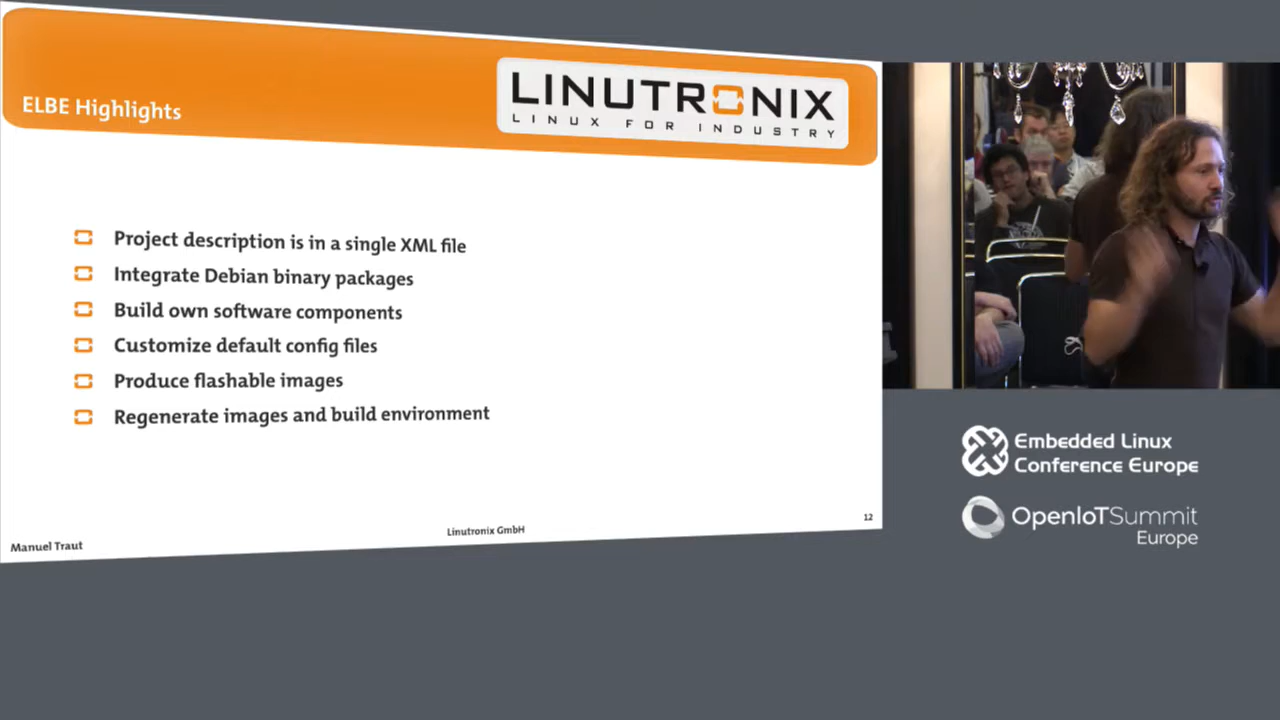 ELBE Highlights
LINUTRONIX
LINUX FOR INDUSTRY
Project description is in a single XML file
Integrate Debian binary packages
Build own software components
Customize default config files
Produce flashable images
Regenerate images and build environment
Manuel Traut
Linutronix GmbH
12
Embedded Linux
Conference Europe
OpenIoTSummit
Europe